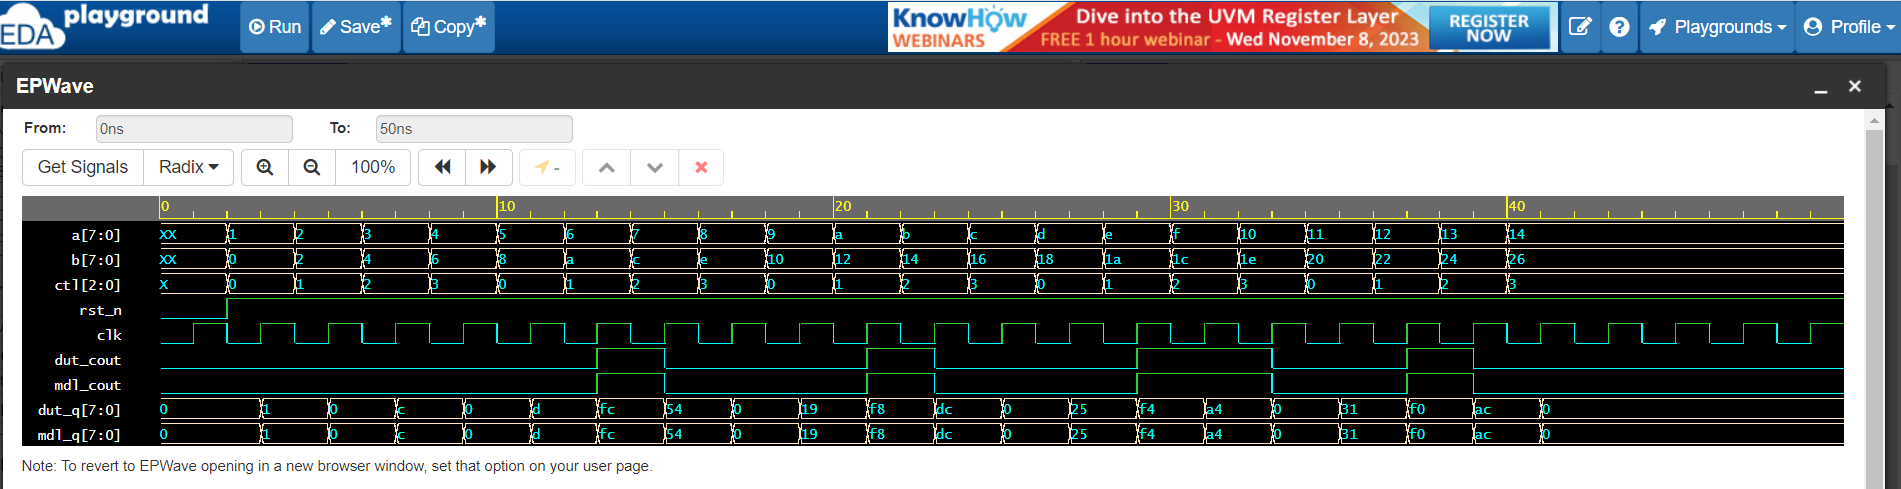 EDA playground Run Save* Copy* KnowHow WEBINARS Dive into the UVM Register Layer REGISTER NOW Playgrounds Profile
FREE 1 hour webinar - Wed November 8, 2023
EPWave
From: 0ns To: 50ns
Get Signals Radix 100% -
0 10 20 30 40
a[7:0] XX 1 2 3 4 5 6 7 8 9 a b c d e f 10 11 12 13 14
b[7:0] XX 0 2 4 6 8 a c e 10 12 14 16 18 1a 1c 1e 20 22 24 26
ctl[2:0] X 0 1 2 3 0 1 2 3 0 1 2 3 0 1 2 3 0 1 2 3
rst_n
clk
dut_cout
mdl_cout
dut_q[7:0] 0 1 0 c 0 d fc 54 0 19 f8 dc 0 25 f4 a4 0 31 f0 ac 0
mdl_q[7:0] 0 1 0 c 0 d fc 54 0 19 f8 dc 0 25 f4 a4 0 31 f0 ac 0
Note: To revert to EPWave opening in a new browser window, set that option on your user page.